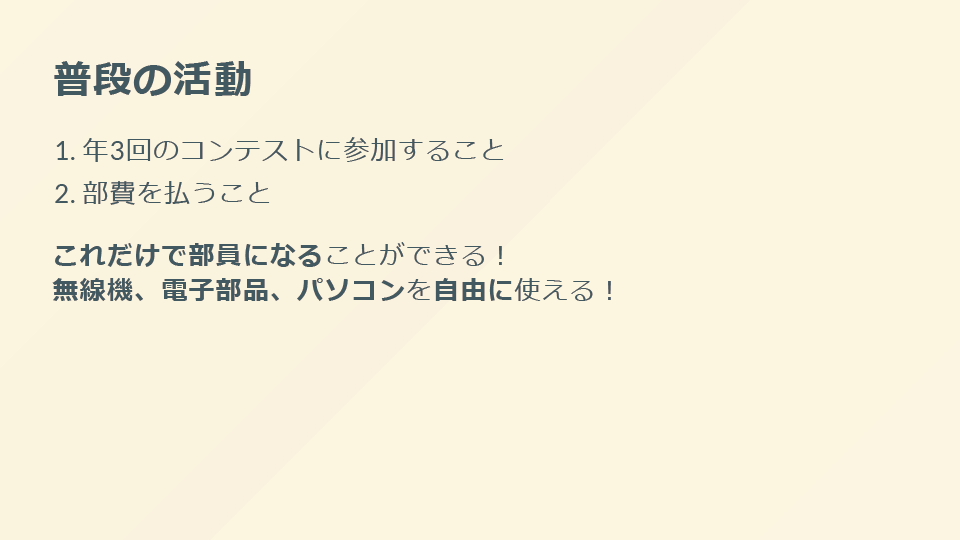 普段の活動
1. 年3回のコンテストに参加すること
2. 部費を払うこと
これだけで部員になることができる！
無線機、電子部品、パソコンを自由に使える！